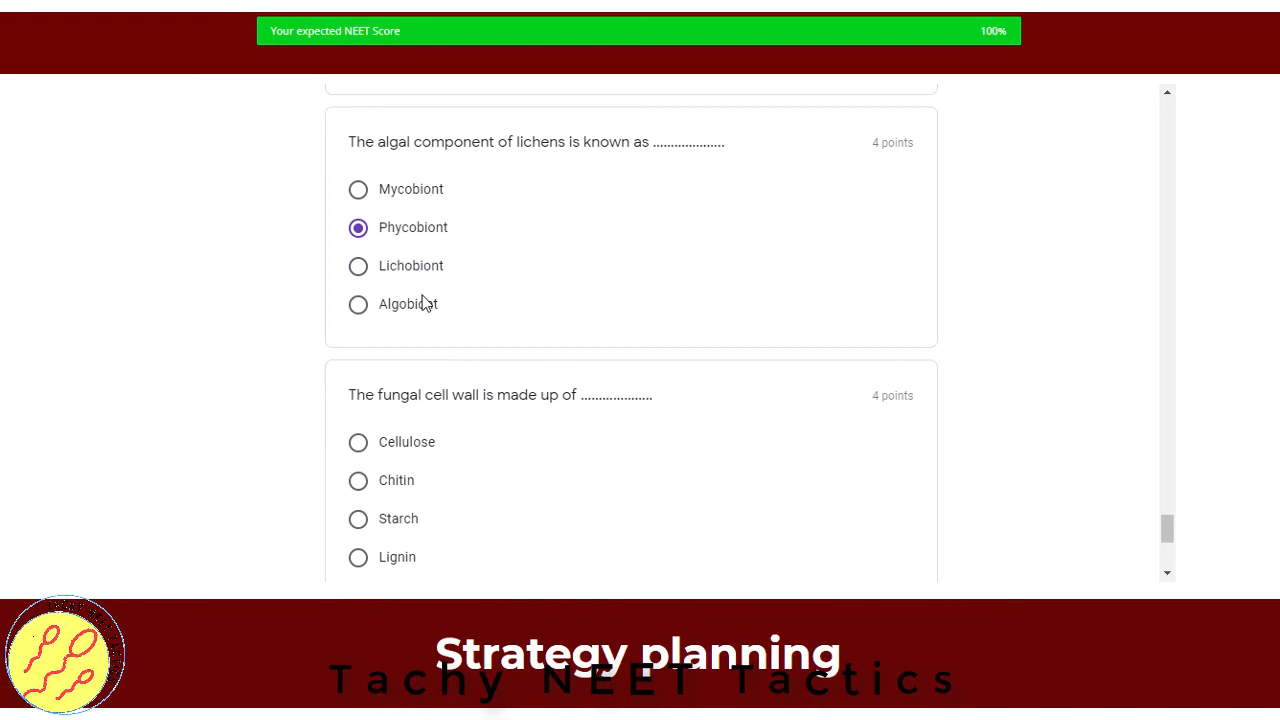 Your expected NEET Score 100%
The algal component of lichens is known as .................... 4 points
Mycobiont
Phycobiont
Lichobiont
Algobiont
The fungal cell wall is made up of .................... 4 points
Cellulose
Chitin
Starch
Lignin
Strategy planning
Tachy NEET Tactics